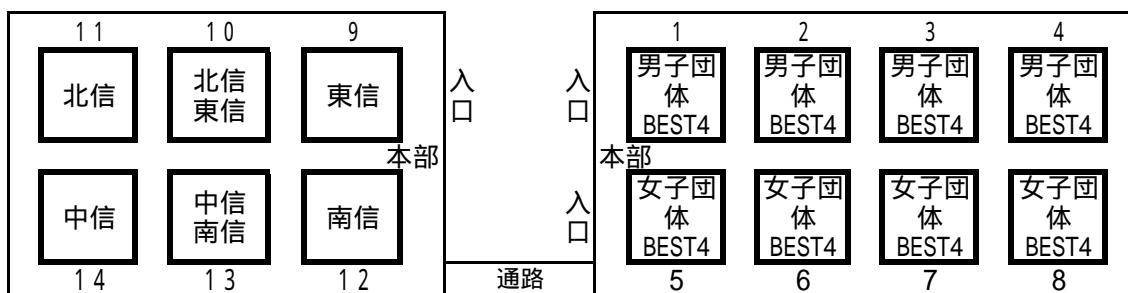 11 10 9
北信
北信
東信
東信
本部
中信
中信
南信
南信
14 13 12
入口
通路
入口
入口
1 2 3 4
男子団
体
BEST4
男子団
体
BEST4
男子団
体
BEST4
男子団
体
BEST4
本部
女子団
体
BEST4
女子団
体
BEST4
女子団
体
BEST4
女子団
体
BEST4
5 6 7 8